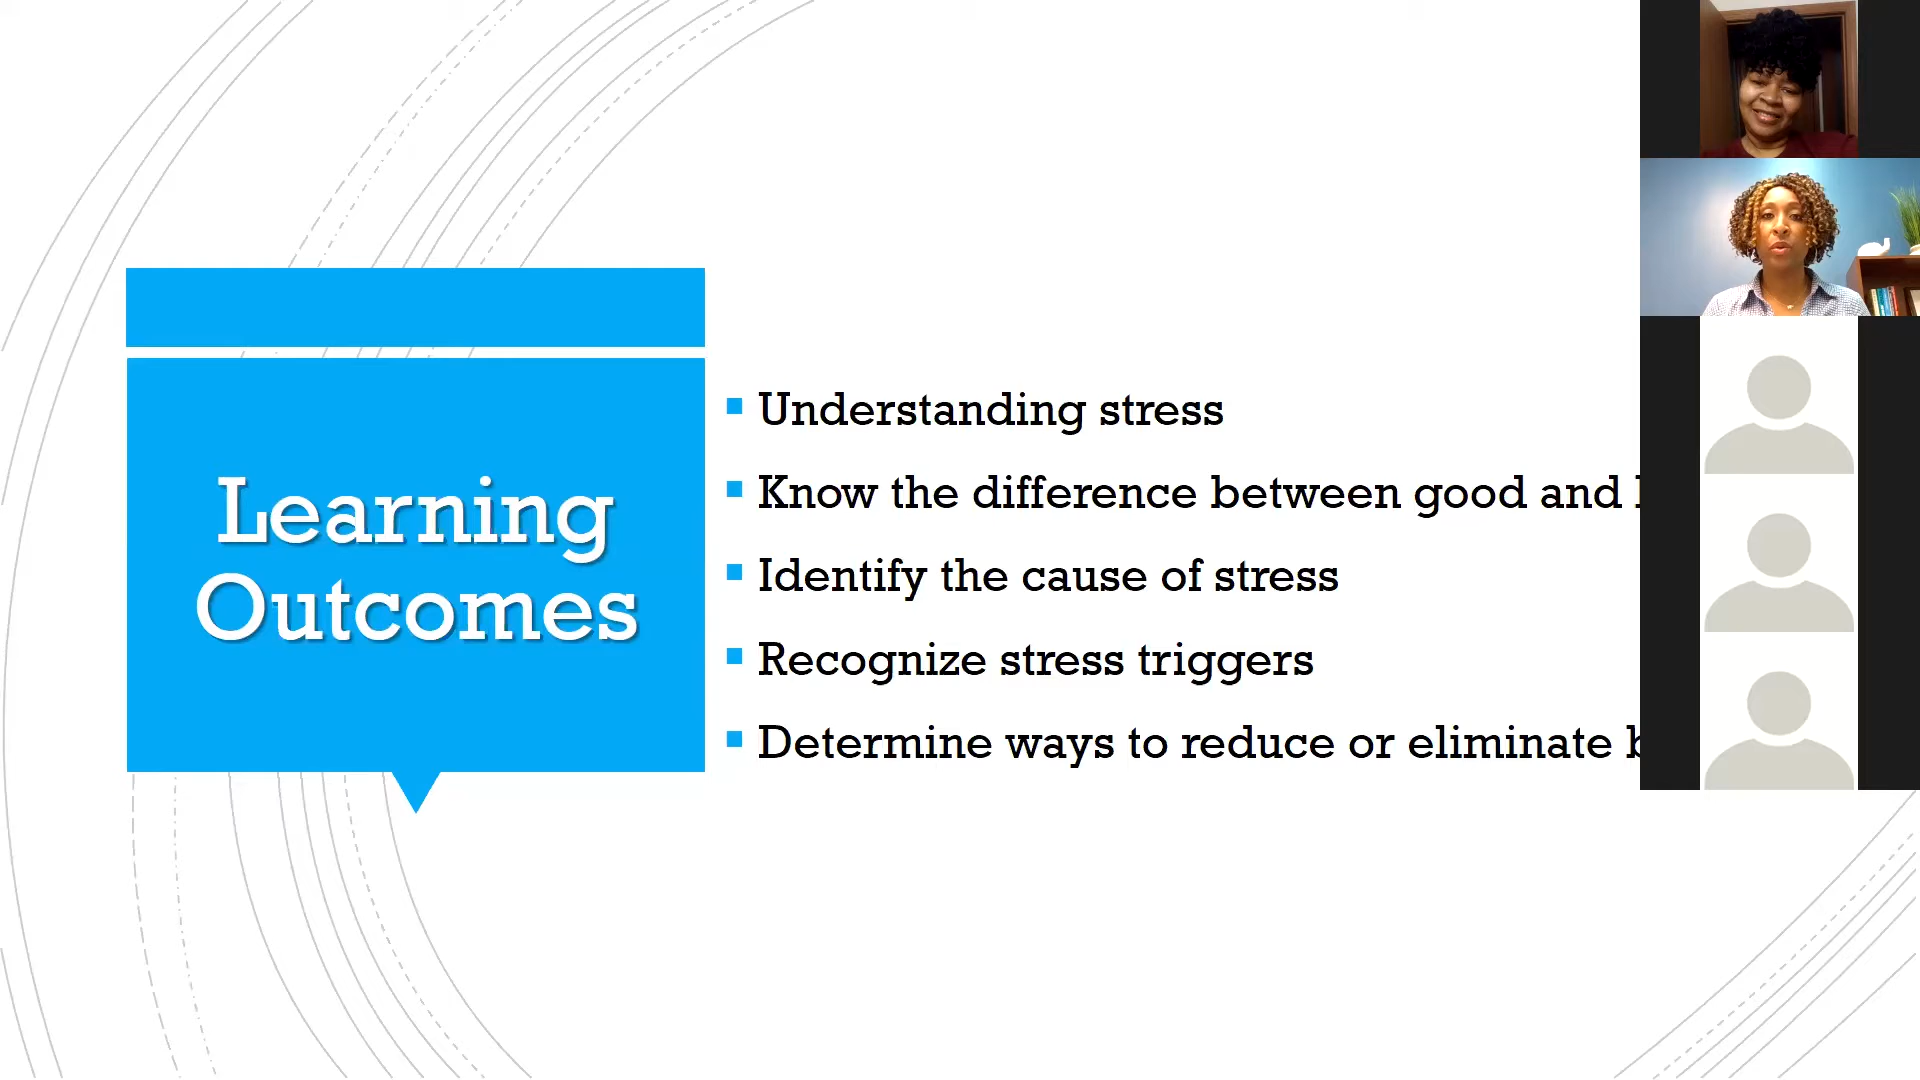 Learning
Outcomes
Understanding stress
Know the difference between good and
Identify the cause of stress
Recognize stress triggers
Determine ways to reduce or eliminate